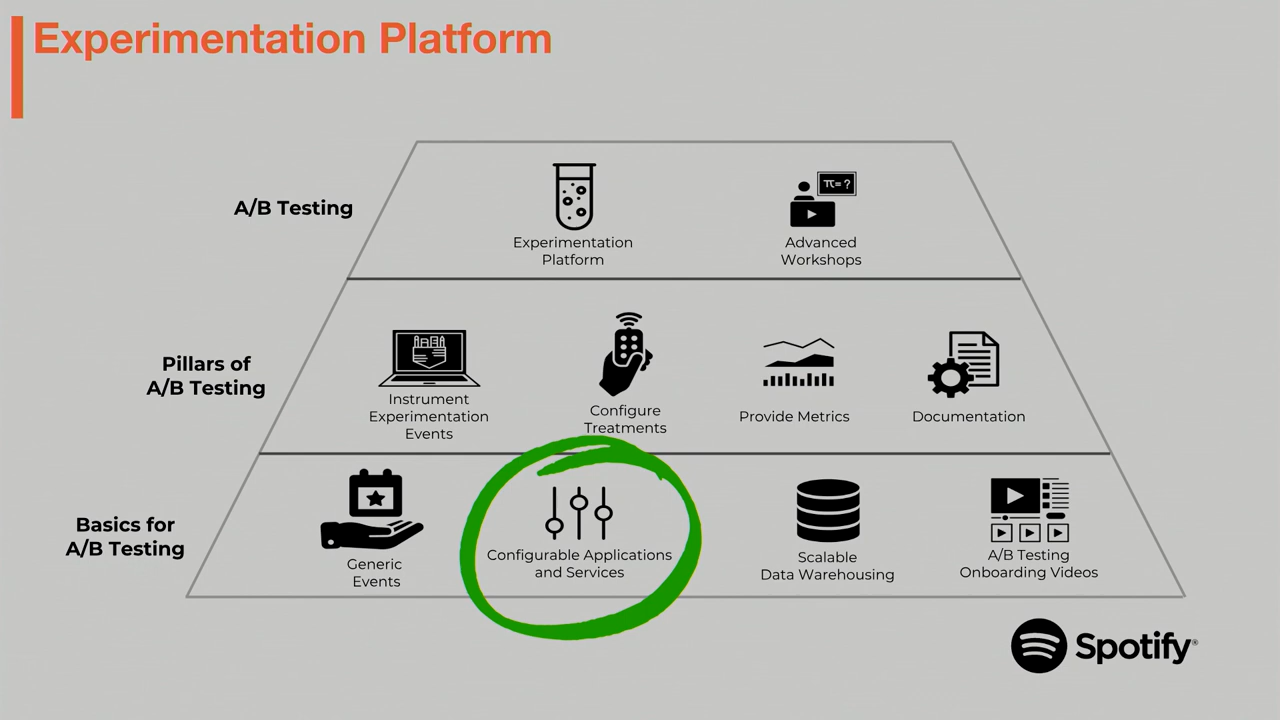 Experimentation Platform
A/B Testing
π= ?
Experimentation
Platform
Advanced
Workshops
Pillars of
A/B Testing
Instrument
Experimentation
Events
Configure
Treatments
Provide Metrics
Documentation
Basics for
A/B Testing
Generic
Events
Configurable Applications
and Services
Scalable
Data Warehousing
A/B Testing
Onboarding Videos
Spotify®